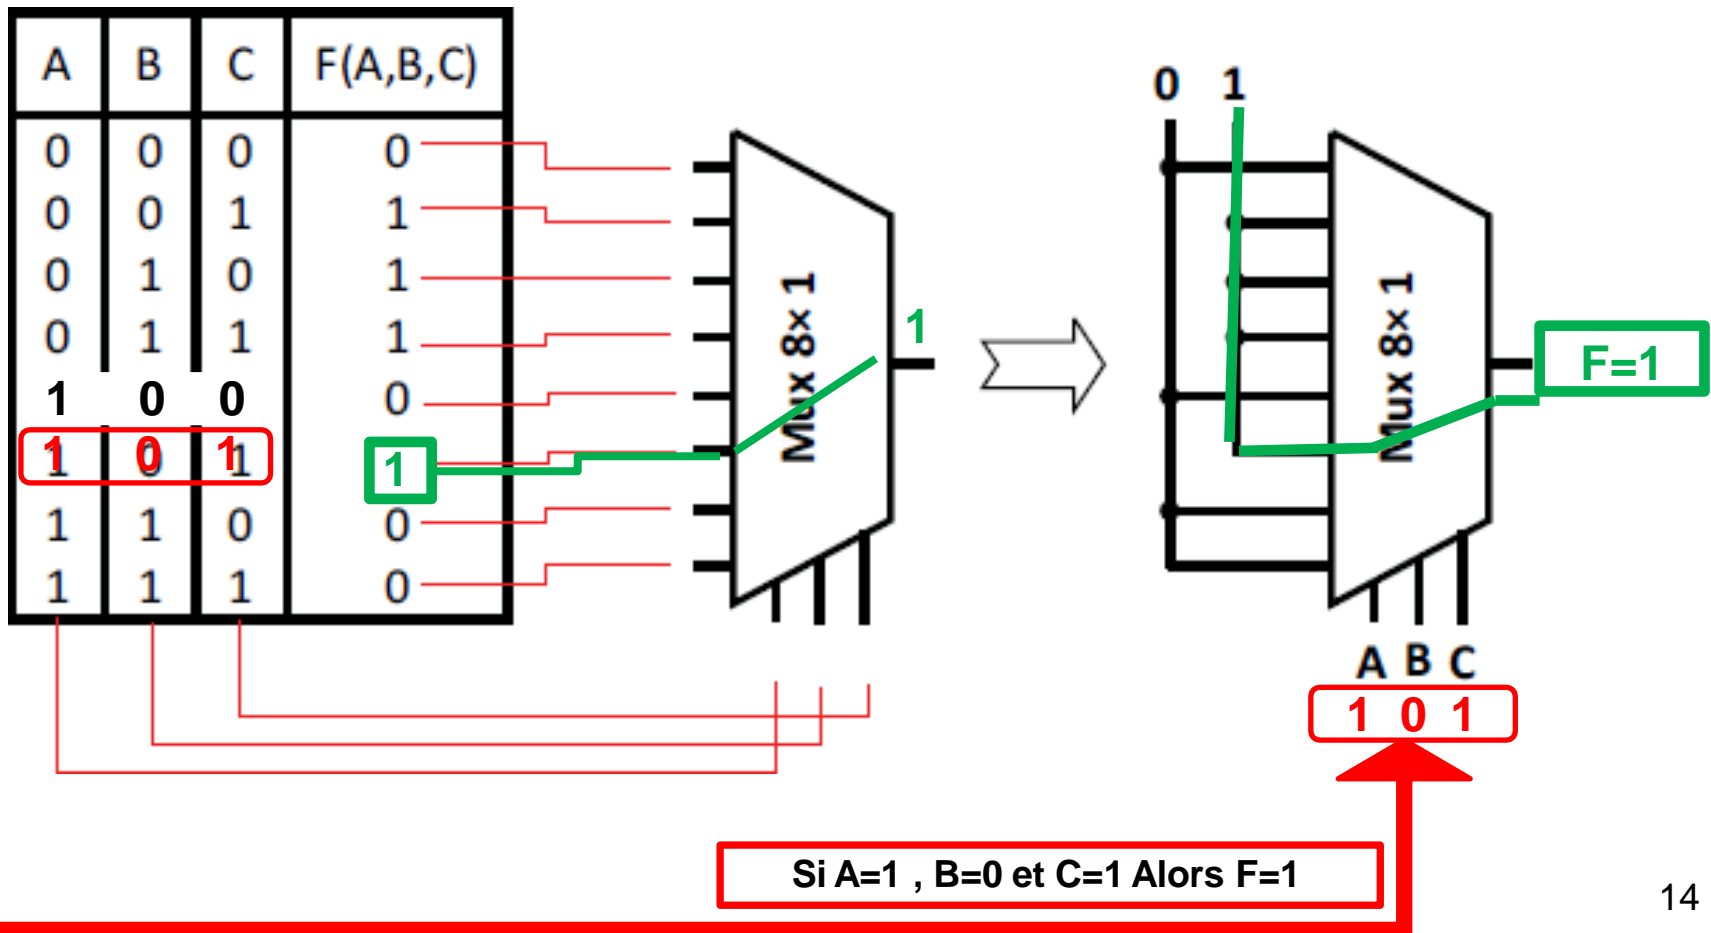 A B C F(A,B,C)
0 0 0 0
0 0 1 1
0 1 0 1
0 1 1 1
1 0 0 0
1 0 1 1
1 1 0 0
1 1 1 0
Mux 8× 1
1
0 1
Mux 8× 1
F=1
A B C
1 0 1
Si A=1 , B=0 et C=1 Alors F=1
14